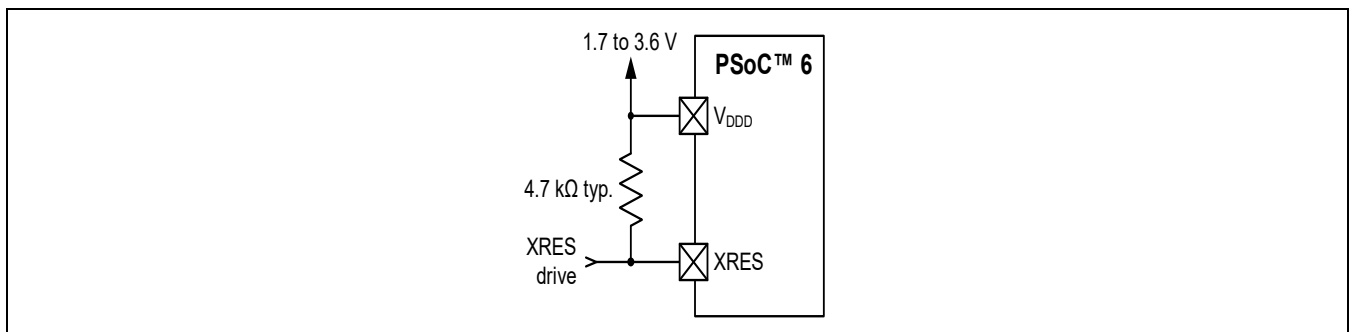 1.7 to 3.6 V
PSoC™ 6
VDDD
4.7 kΩ typ.
XRES
drive
XRES